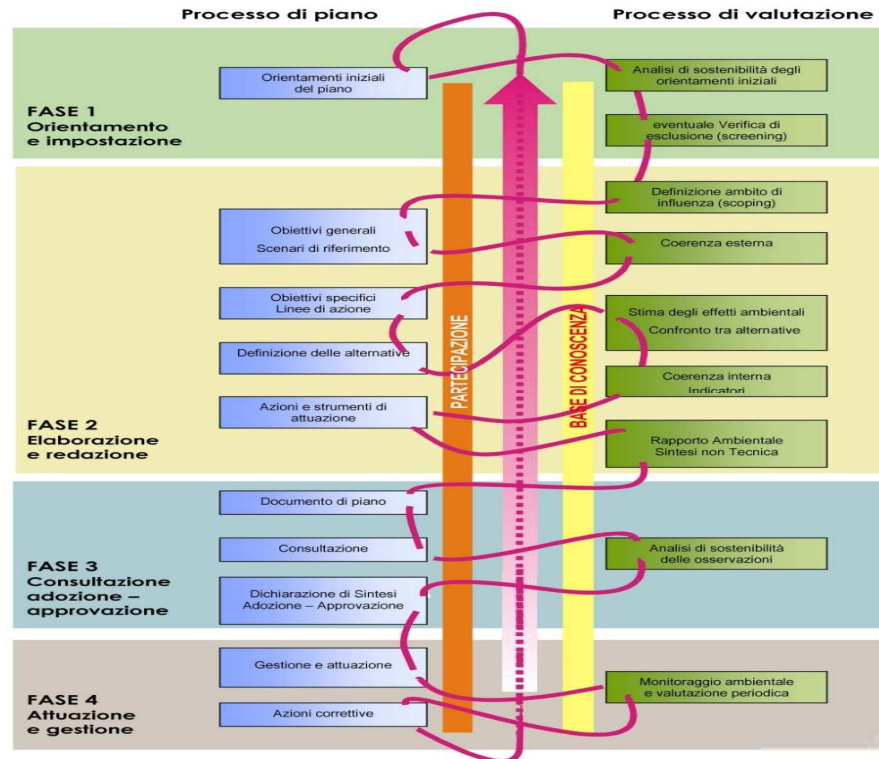 Processo di piano
Processo di valutazione
FASE 1
Orientamento
e impostazione
Orientamenti iniziali
del piano
Analisi di sostenibilità degli
orientamenti iniziali
eventuale Verifica di
esclusione (screening)
FASE 2
Elaborazione
e redazione
Definizione ambito di
influenza (scoping)
Obiettivi generali
Scenari di riferimento
Coerenza esterna
Obiettivi specifici
Linee di azione
Stima degli effetti ambientali
Confronto tra alternative
Definizione delle alternative
Coerenza interna
Indicatori
Azioni e strumenti di
attuazione
Rapporto Ambientale
Sintesi non Tecnica
PARTECIPAZIONE
BASE DI CONOSCENZA
FASE 3
Consultazione
adozione –
approvazione
Documento di piano
Consultazione
Analisi di sostenibilità
delle osservazioni
Dichiarazione di Sintesi
Adozione – Approvazione
FASE 4
Attuazione
e gestione
Gestione e attuazione
Monitoraggio ambientale
e valutazione periodica
Azioni correttive